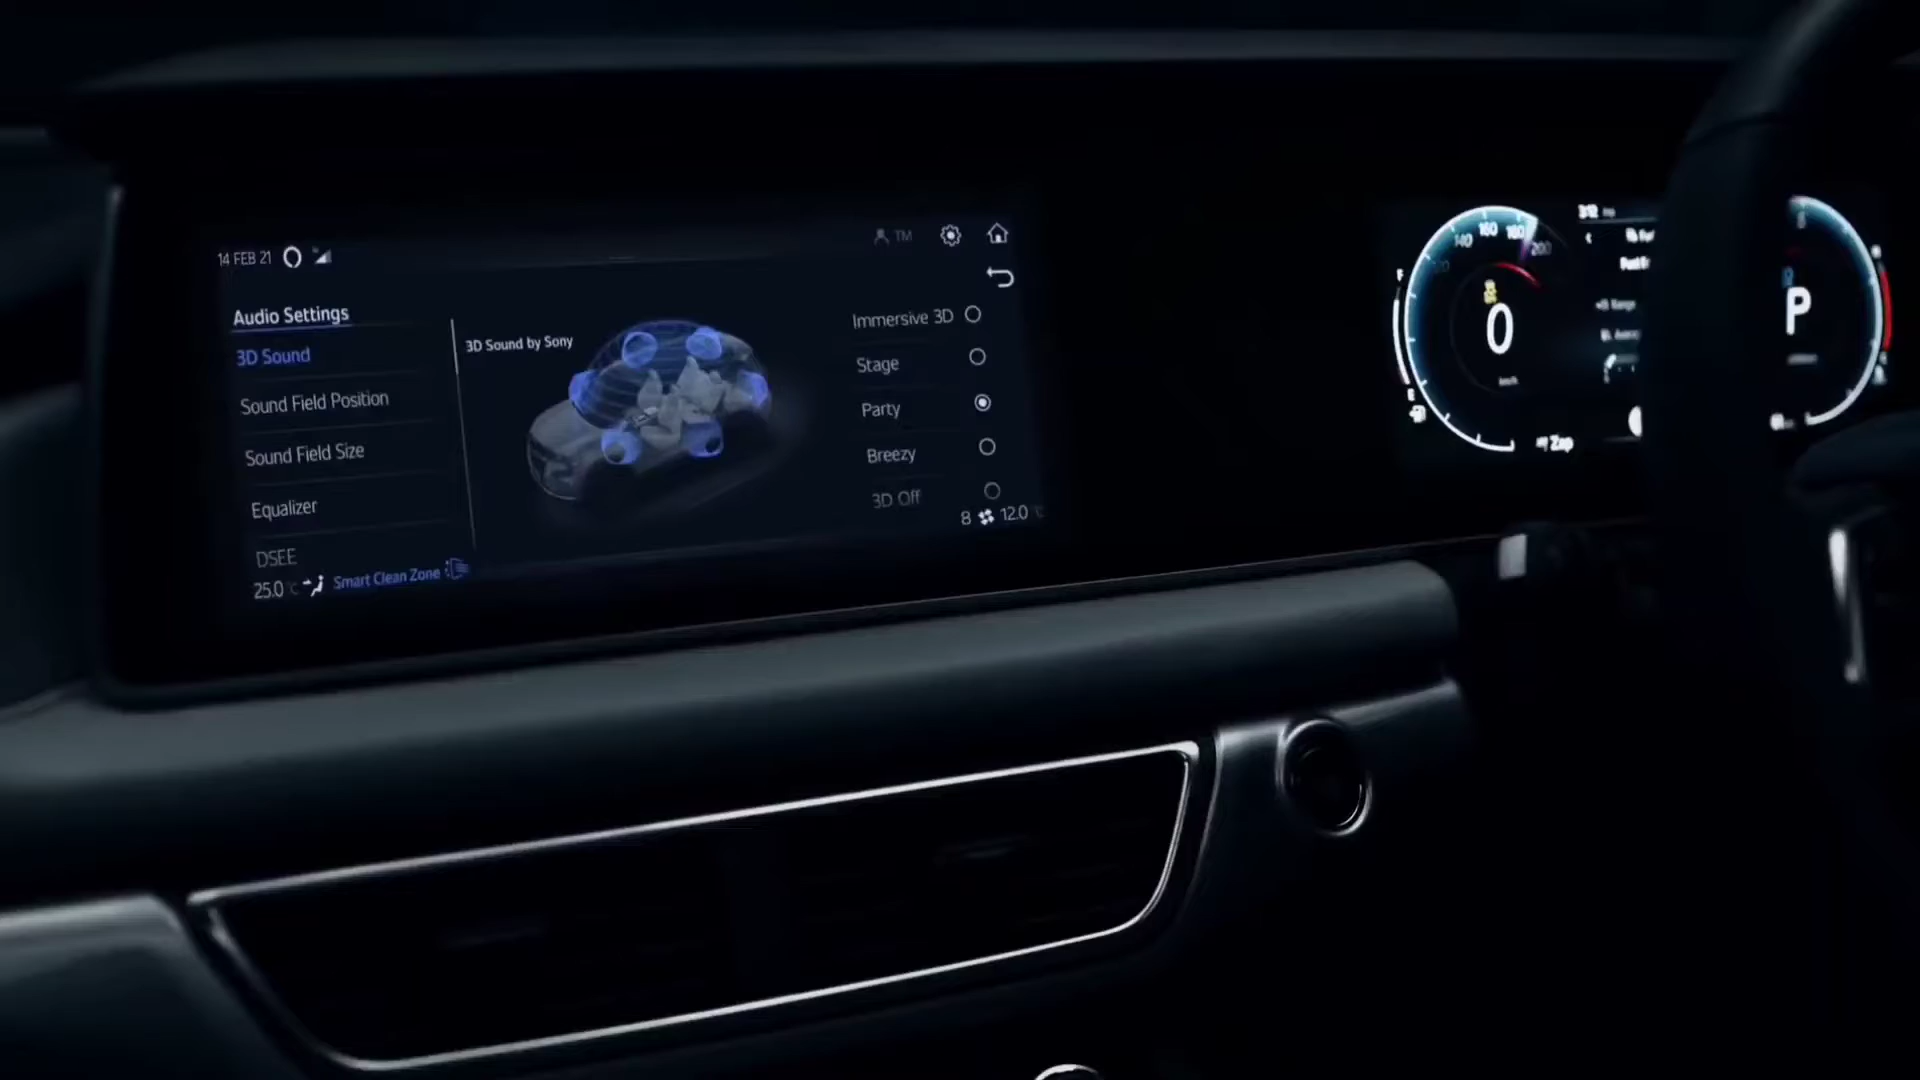 14 FEB 21
TM
Audio Settings
3D Sound
Sound Field Position
Sound Field Size
Equalizer
DSEE
3D Sound by Sony
Immersive 3D
Stage
Party
Breezy
3D Off
8 12.0
25.0 °C
Smart Clean Zone
140 160 180 200
F
0
km/h
E
Zap
P